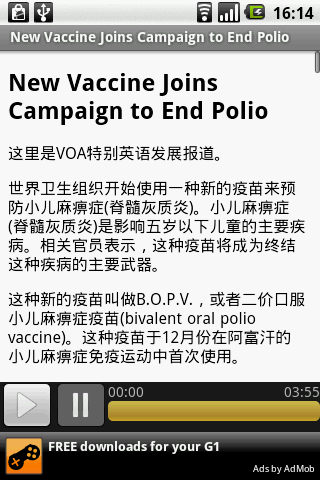 16:14
New Vaccine Joins Campaign to End Polio
New Vaccine Joins
Campaign to End Polio
这里是VOA特别英语发展报道。
世界卫生组织开始使用一种新的疫苗来预
防小儿麻痹症(脊髓灰质炎)。小儿麻痹症
(脊髓灰质炎)是影响五岁以下儿童的主要疾
病。相关官员表示，这种疫苗将成为终结
这种疾病的主要武器。
这种新的疫苗叫做B.O.P.V.，或者二价口服
小儿麻痹症疫苗(bivalent oral polio
vaccine)。这种疫苗于12月份在阿富汗的
小儿麻痹症免疫运动中首次使用。
00:00
03:55
FREE downloads for your G1
Ads by AdMob